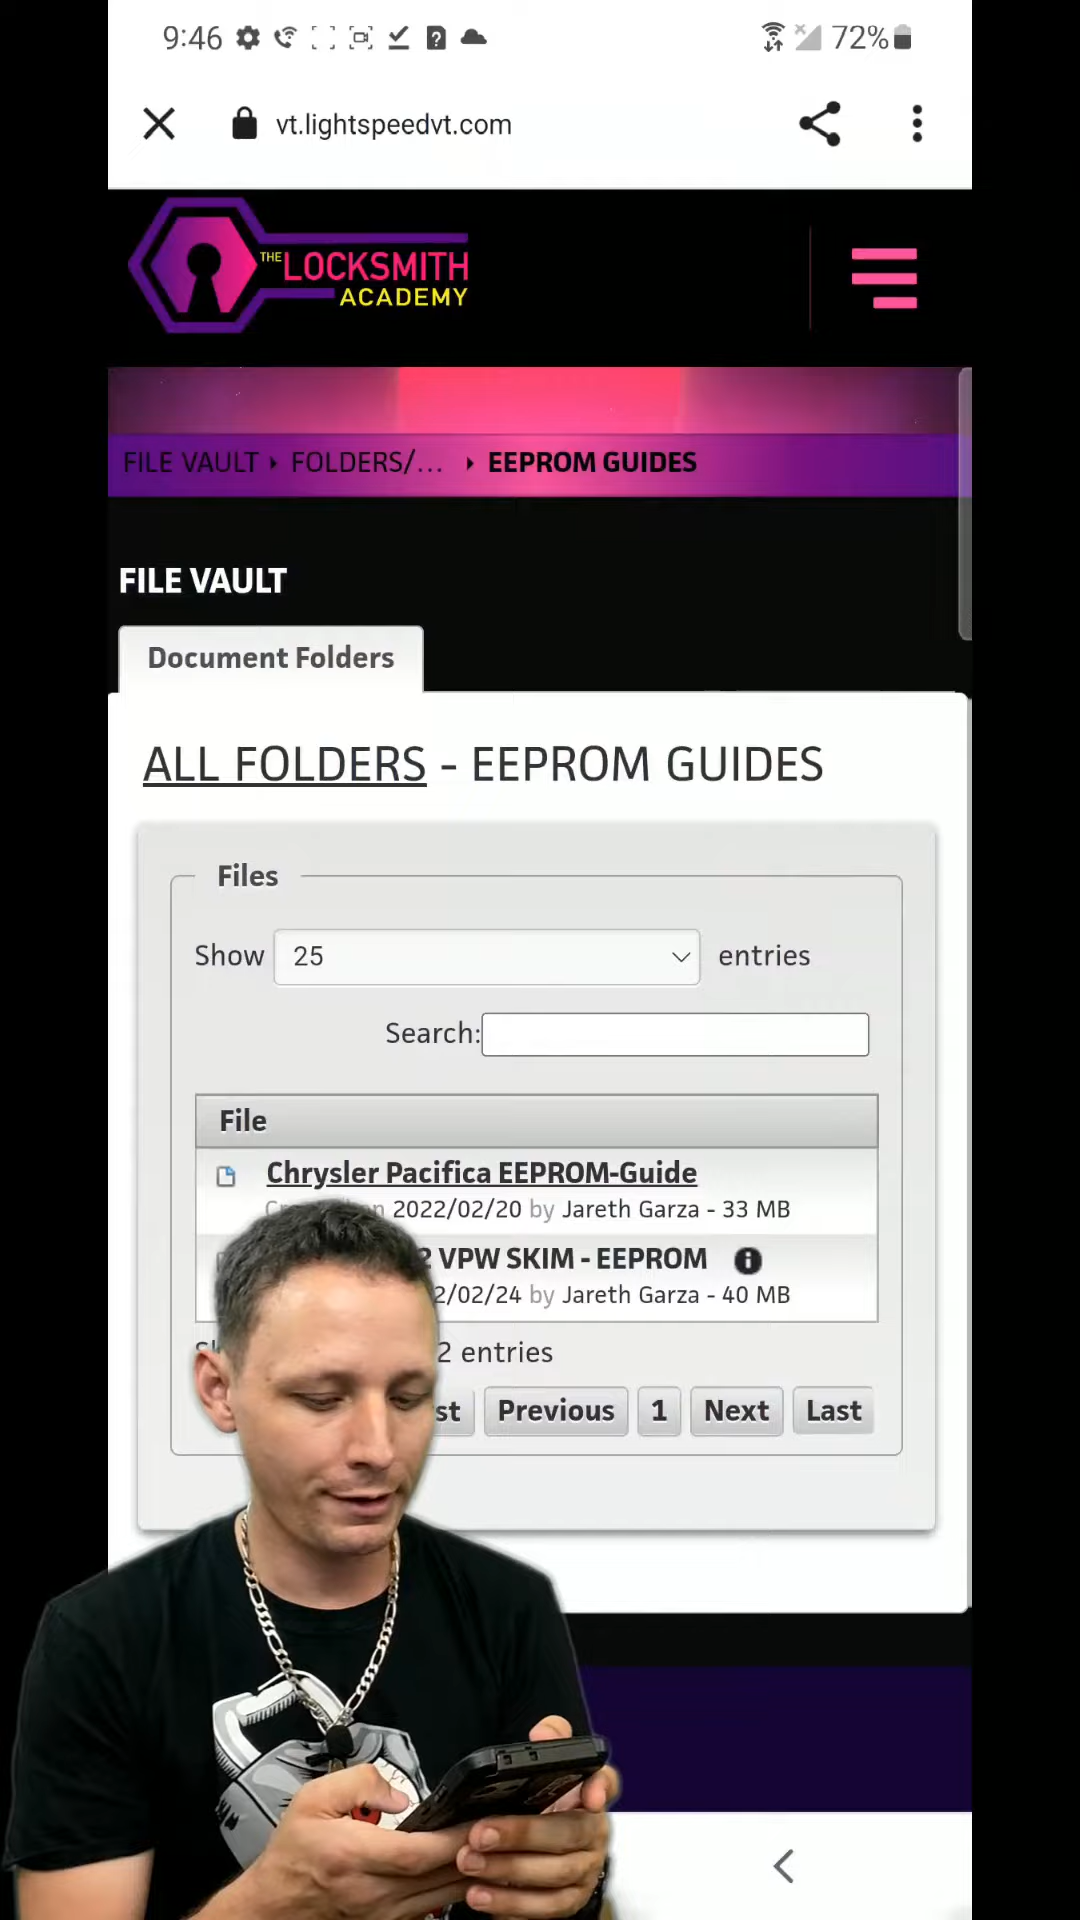 9:46
72%
vt.lightspeedvt.com
THE LOCKSMITH
ACADEMY
FILE VAULT FOLDERS/... EEPROM GUIDES
FILE VAULT
Document Folders
ALL FOLDERS - EEPROM GUIDES
Files
Show 25 entries
Search:
File
Chrysler Pacifica EEPROM-Guide
2022/02/20 by Jareth Garza - 33 MB
VPW SKIM - EEPROM
/02/24 by Jareth Garza - 40 MB
2 entries
Previous 1 Next Last